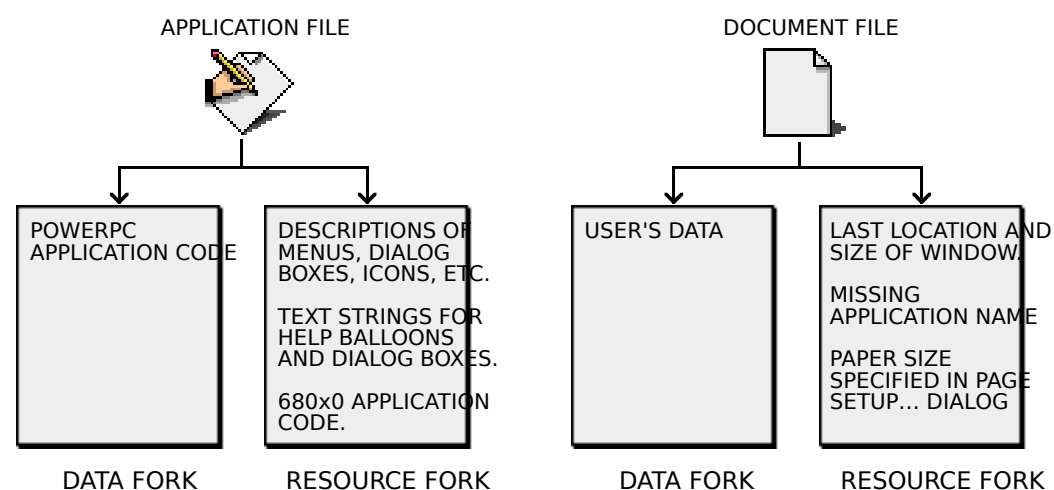 APPLICATION FILE
POWERPC
APPLICATION CODE
DATA FORK
DESCRIPTIONS OF
MENUS, DIALOG
BOXES, ICONS, ETC.
TEXT STRINGS FOR
HELP BALLOONS
AND DIALOG BOXES.
680x0 APPLICATION
CODE.
RESOURCE FORK
DOCUMENT FILE
USER'S DATA
DATA FORK
LAST LOCATION AND
SIZE OF WINDOW.
MISSING
APPLICATION NAME
PAPER SIZE
SPECIFIED IN PAGE
SETUP... DIALOG
RESOURCE FORK